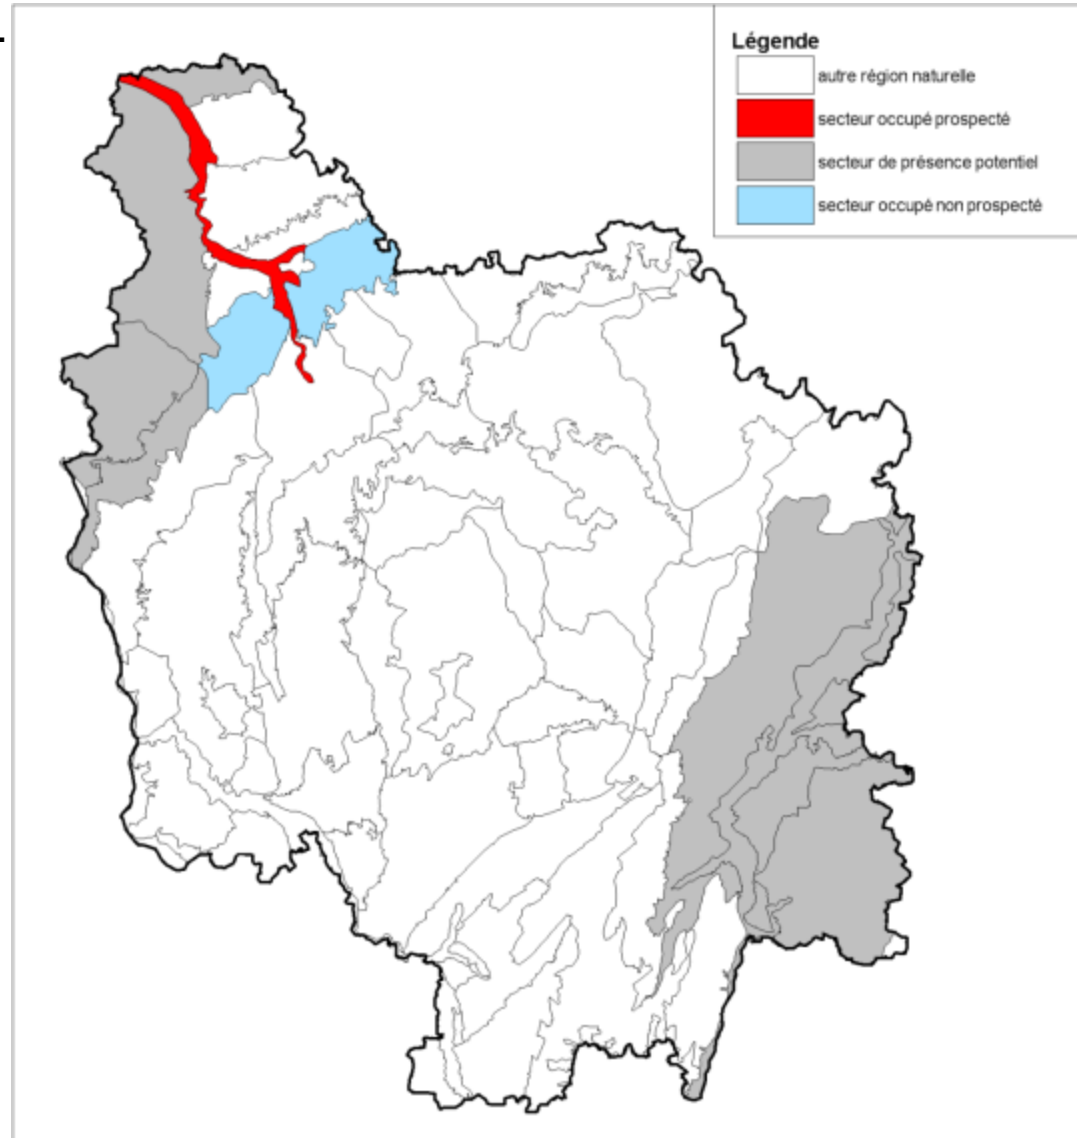 Légende
autre région naturelle
secteur occupé prospecté
secteur de présence potentiel
secteur occupé non prospecté